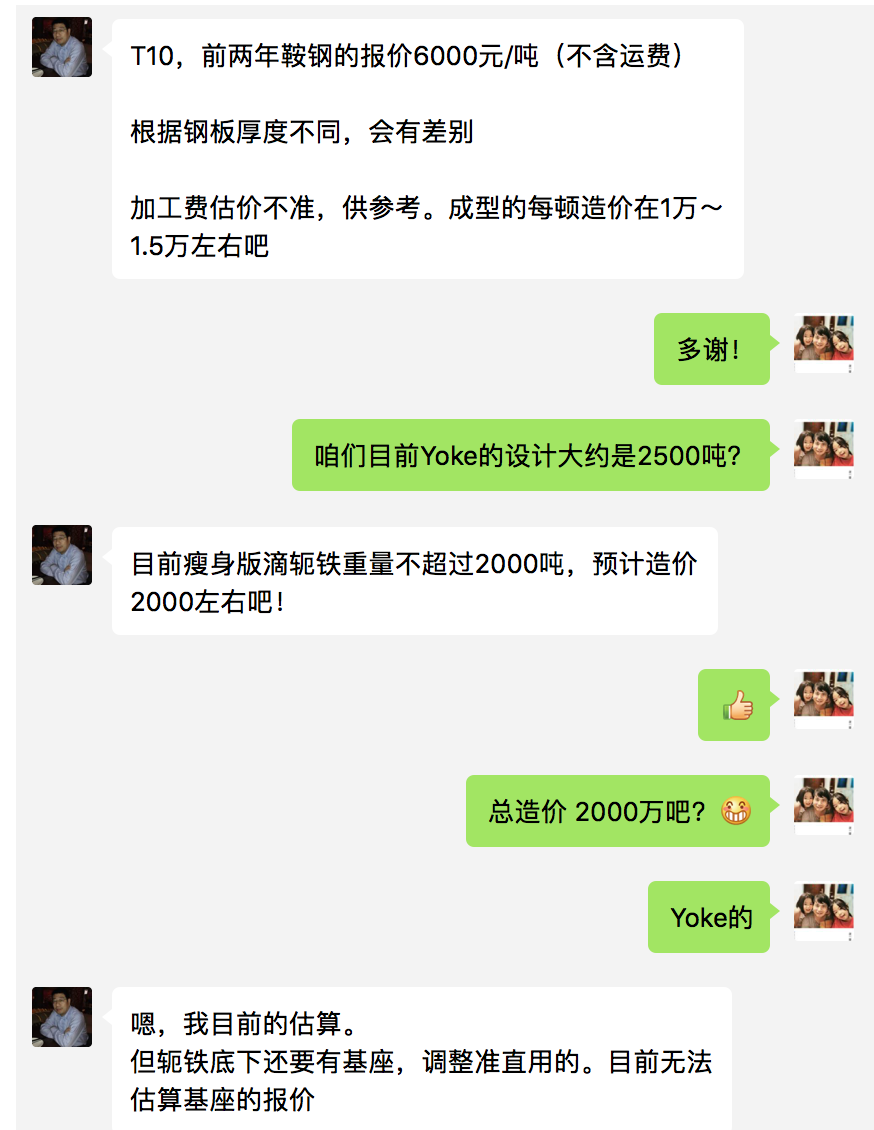 T10，前两年鞍钢的报价6000元/吨（不含运费）
根据钢板厚度不同，会有差别
加工费估价不准，供参考。成型的每顿造价在1万～
1.5万左右吧
多谢！
咱们目前Yoke的设计大约是2500吨？
目前瘦身版滴轭铁重量不超过2000吨，预计造价
2000左右吧！
👍
总造价 2000万吧？😁
Yoke的
嗯，我目前的估算。
但轭铁底下还要有基座，调整准直用的。目前无法
估算基座的报价